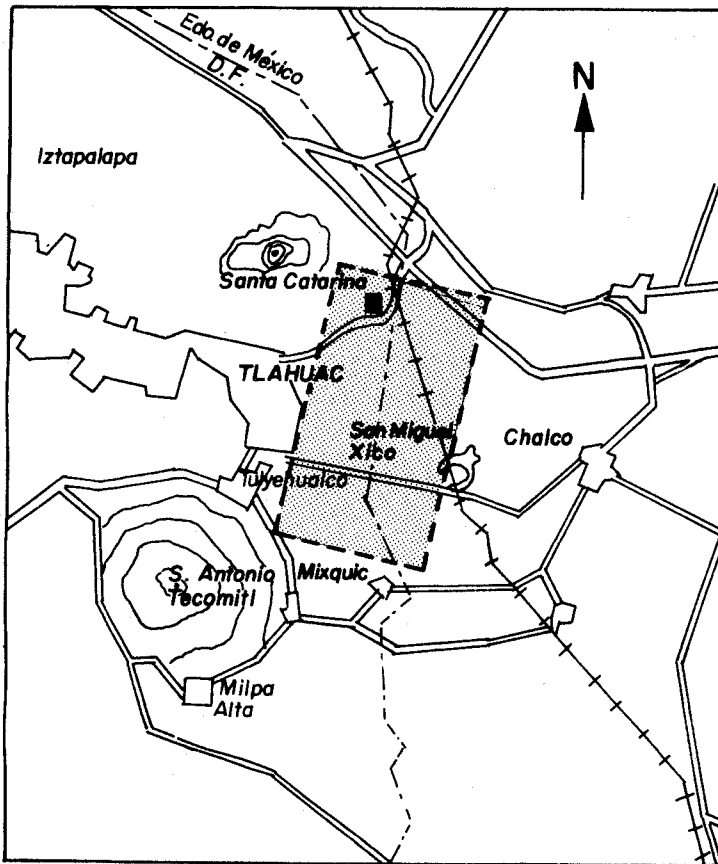 Edo. de México
D. F.
N
Iztapalapa
Santa Catarina
TLAHUAC
San Miguel
Xico
Chalco
Tulyehualco
S. Antonio
Tecomitl
Mixquic
Milpa
Alta